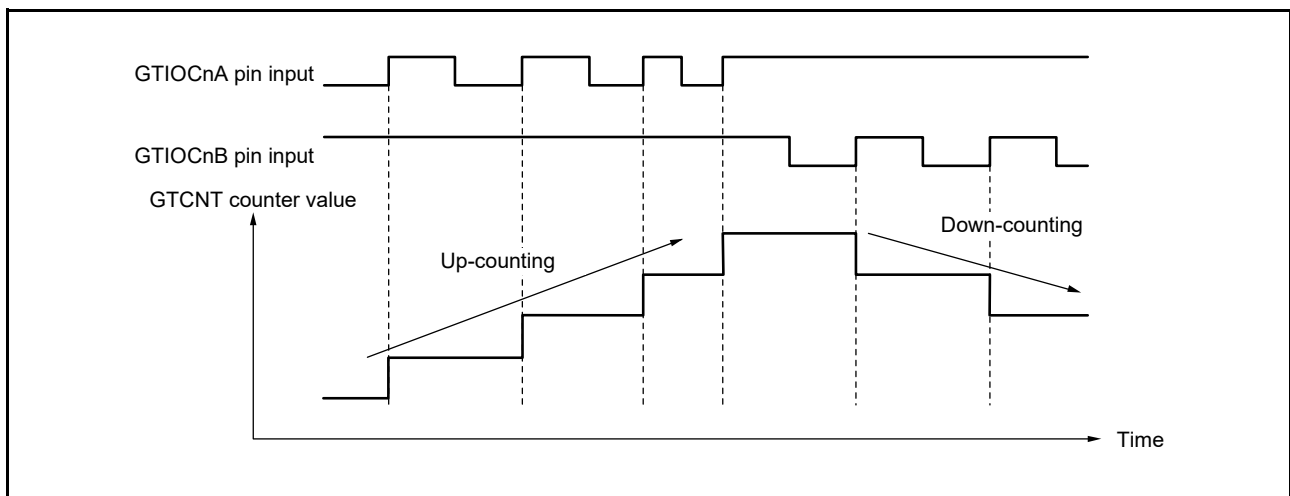 GTIOCnA pin input
GTIOCnB pin input
GTCNT counter value
Down-counting
Up-counting
Time